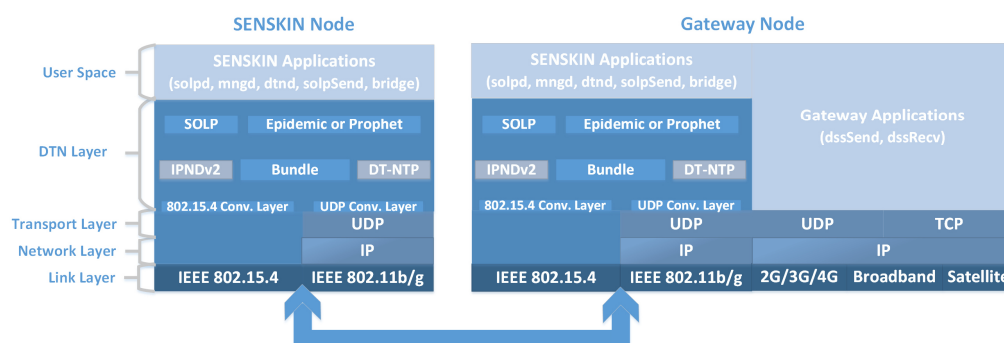 SENSKIN Node
Gateway Node
User Space
SENSKIN Applications
(solpd, mngd, dtnd, solpSend, bridge)
SENSKIN Applications
(solpd, mngd, dtnd, solpSend, bridge)
Gateway Applications
(dssSend, dssRecv)
DTN Layer
SOLP
Epidemic or Prophet
IPNDv2
Bundle
DT-NTP
802.15.4 Conv. Layer
UDP Conv. Layer
SOLP
Epidemic or Prophet
IPNDv2
Bundle
DT-NTP
802.15.4 Conv. Layer
UDP Conv. Layer
Transport Layer
UDP
UDP
UDP
TCP
Network Layer
IP
IP
IP
Link Layer
IEEE 802.15.4
IEEE 802.11b/g
IEEE 802.15.4
IEEE 802.11b/g
2G/3G/4G
Broadband
Satellite